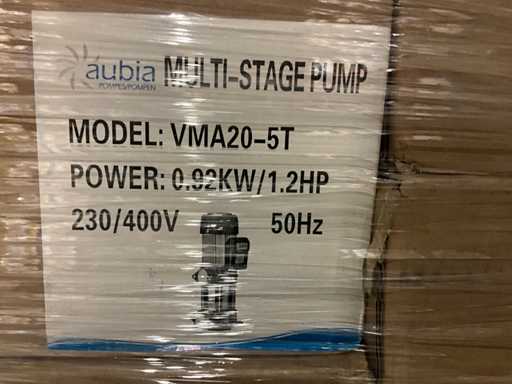 aubia MULTI-STAGE PUMP
POMPES/POMPEN
MODEL: VMA20-5T
POWER: 0.92KW/1.2HP
230/400V 50Hz